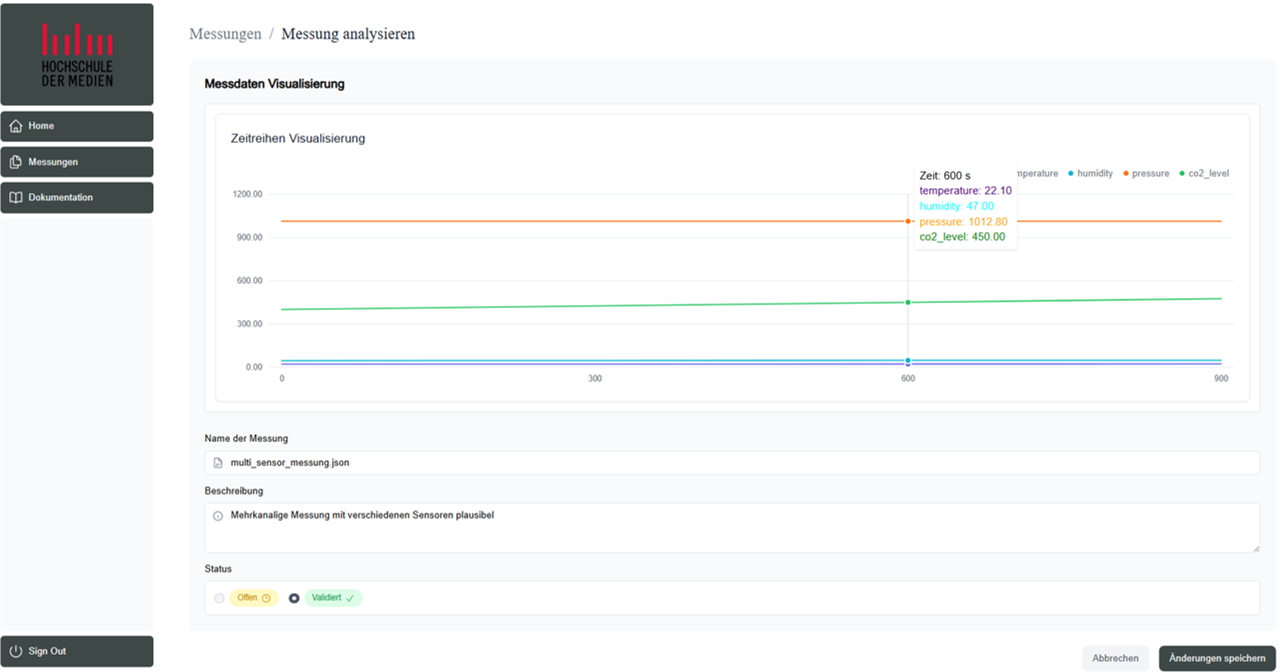 HOCHSCHULE
DER MEDIEN
Home
Messungen
Dokumentation
Sign Out
Messungen / Messung analysieren
Messdaten Visualisierung
Zeitreihen Visualisierung
mperature humidity pressure co2_level
Zeit: 600 s
temperature: 22.10
humidity: 47.00
pressure: 1012.80
co2_level: 450.00
1200.00
900.00
600.00
300.00
0.00
0 300 600 900
Name der Messung
multi_sensor_messung.json
Beschreibung
Mehrkanalige Messung mit verschiedenen Sensoren plausibel
Status
Offen Validiert
Abbrechen Änderungen speichern